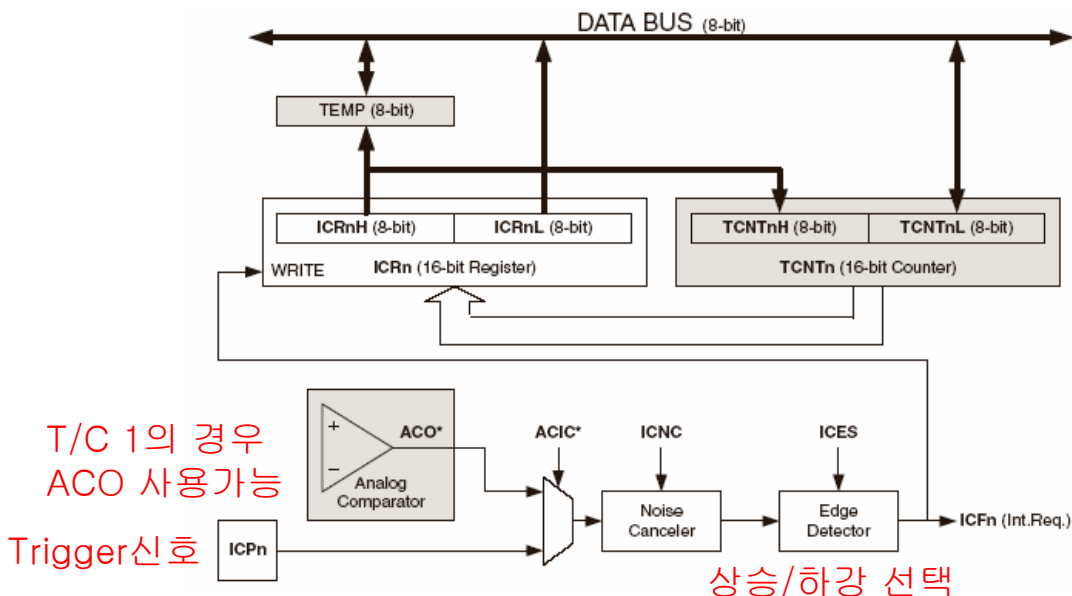 DATA BUS (8-bit)
TEMP (8-bit)
ICRnH (8-bit) ICRnL (8-bit) TCNTnH (8-bit) TCNTnL (8-bit)
WRITE ICRn (16-bit Register) TCNTn (16-bit Counter)
T/C 1의 경우
ACO 사용가능
+
−
ACO*
Analog
Comparator
ACIC* ICNC ICES
Trigger신호
ICPn
Noise
Canceler
Edge
Detector
ICFn (Int.Req.)
상승/하강 선택